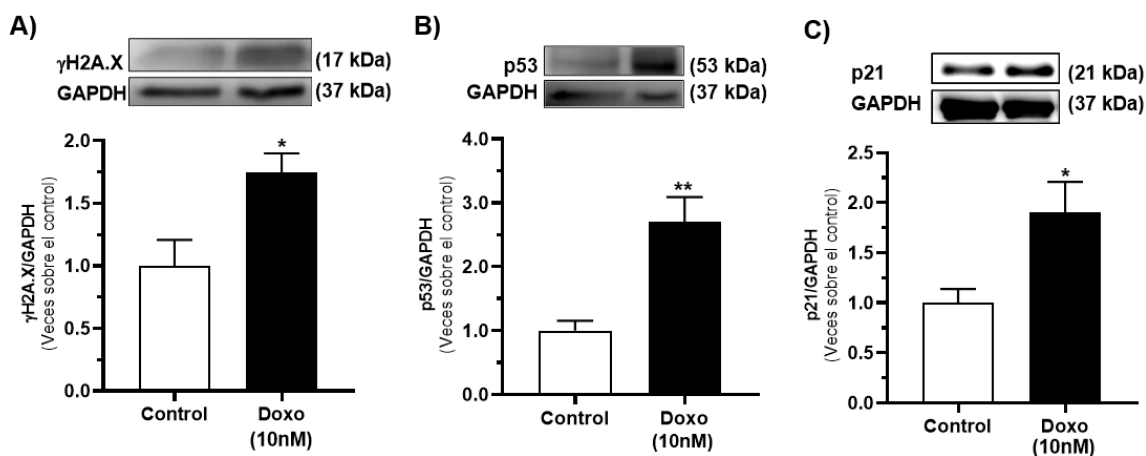 A)
γH2A.X
(17 kDa)
GAPDH
(37 kDa)
γH2A.X/GAPDH
(Veces sobre el control)
2.0
1.5
1.0
0.5
0.0
*
Control
Doxo
(10nM)
B)
p53
(53 kDa)
GAPDH
(37 kDa)
p53/GAPDH
(Veces sobre el control)
4.0
3.0
2.0
1.0
0.0
**
Control
Doxo
(10nM)
C)
p21
(21 kDa)
GAPDH
(37 kDa)
p21/GAPDH
(Veces sobre el control)
2.5
2.0
1.5
1.0
0.5
0.0
*
Control
Doxo
(10nM)